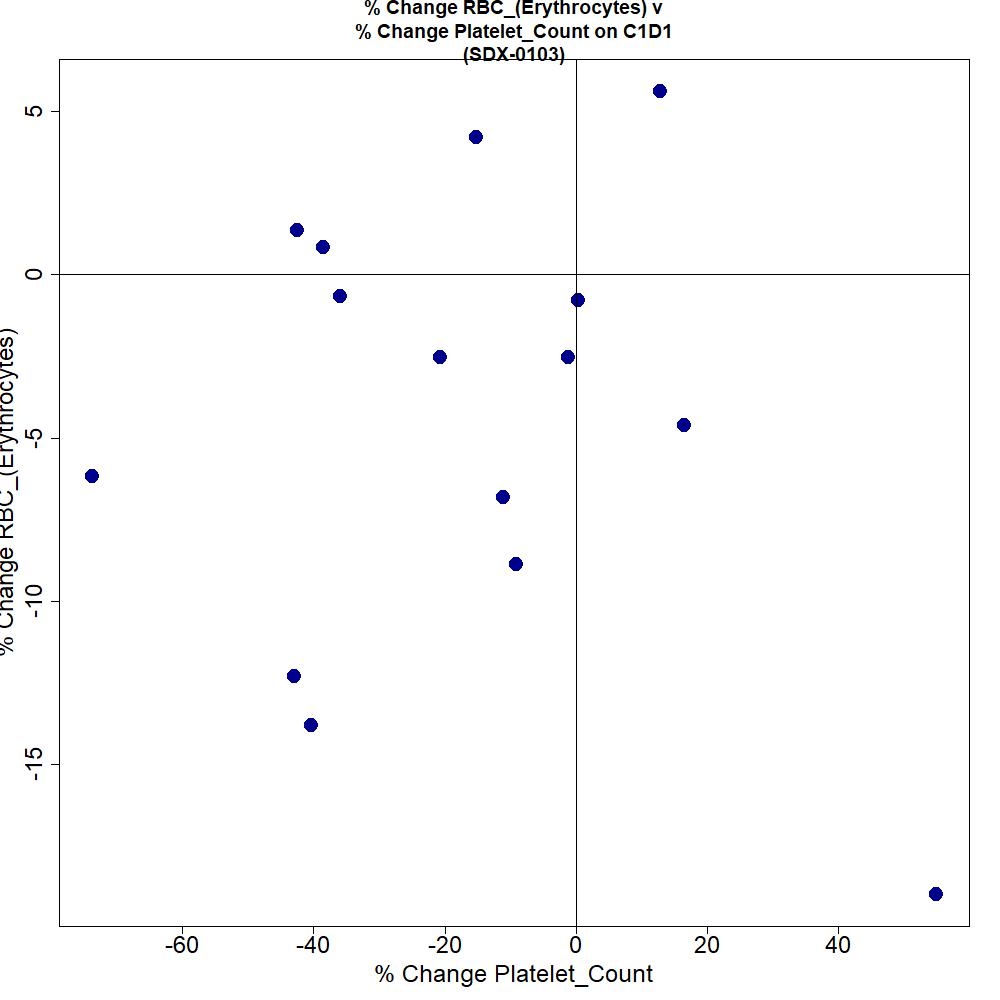 % Change RBC_(Erythrocytes) v
% Change Platelet_Count on C1D1
(SDX-0103)
5
0
-5
-10
-15
% Change RBC_(Erythrocytes)
-60
-40
-20
0
20
40
% Change Platelet_Count